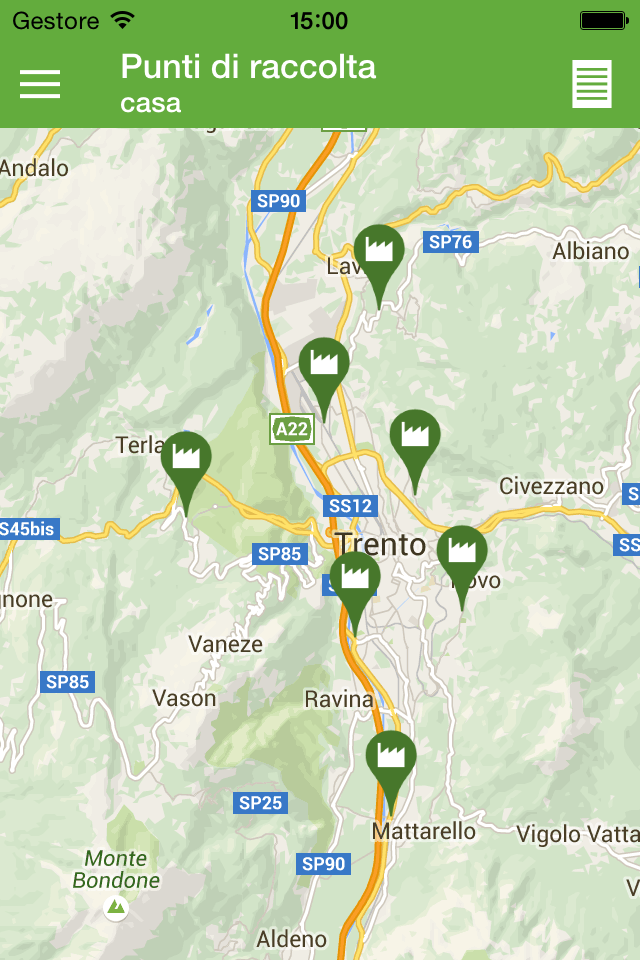 Gestore 15:00
Punti di raccolta
casa
Andalo
SP90
SP76
Albiano
Lav
A22
Terla
Civezzano
SS12
S45bis
Trento
SP85
ovo
gnone
Vaneze
SP85
Vason
Ravina
SP25
Mattarello
Vigolo Vatta
Monte
Bondone
SP90
Aldeno